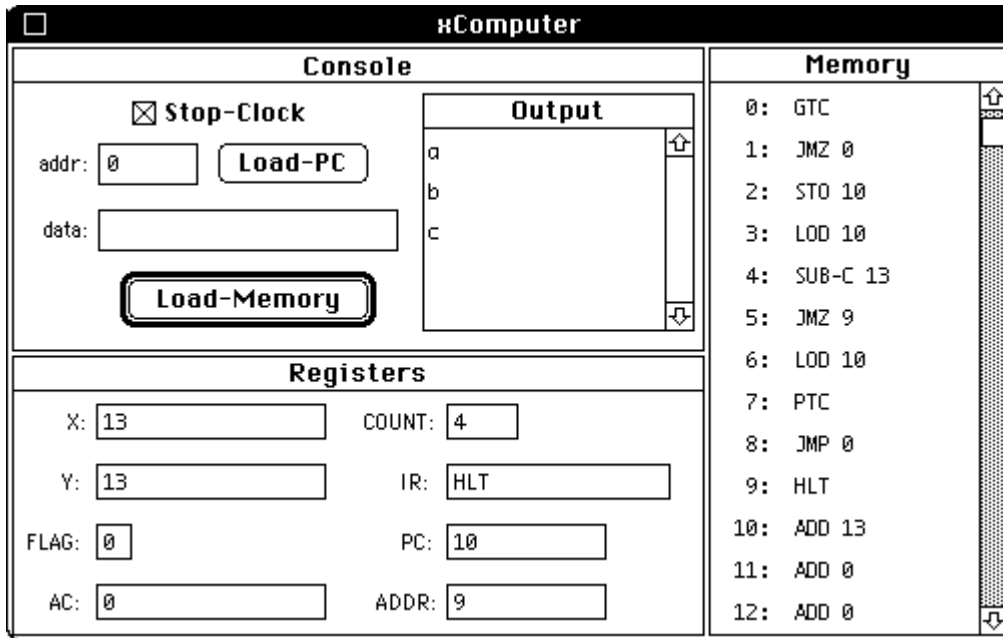 xComputer
Console
Stop-Clock
addr: 0 Load-PC
data:
Load-Memory
Output
a
b
c
Registers
X: 13 COUNT: 4
Y: 13 IR: HLT
FLAG: 0 PC: 10
AC: 0 ADDR: 9
Memory
0: GTC
1: JMZ 0
2: STO 10
3: LOD 10
4: SUB-C 13
5: JMZ 9
6: LOD 10
7: PTC
8: JMP 0
9: HLT
10: ADD 13
11: ADD 0
12: ADD 0